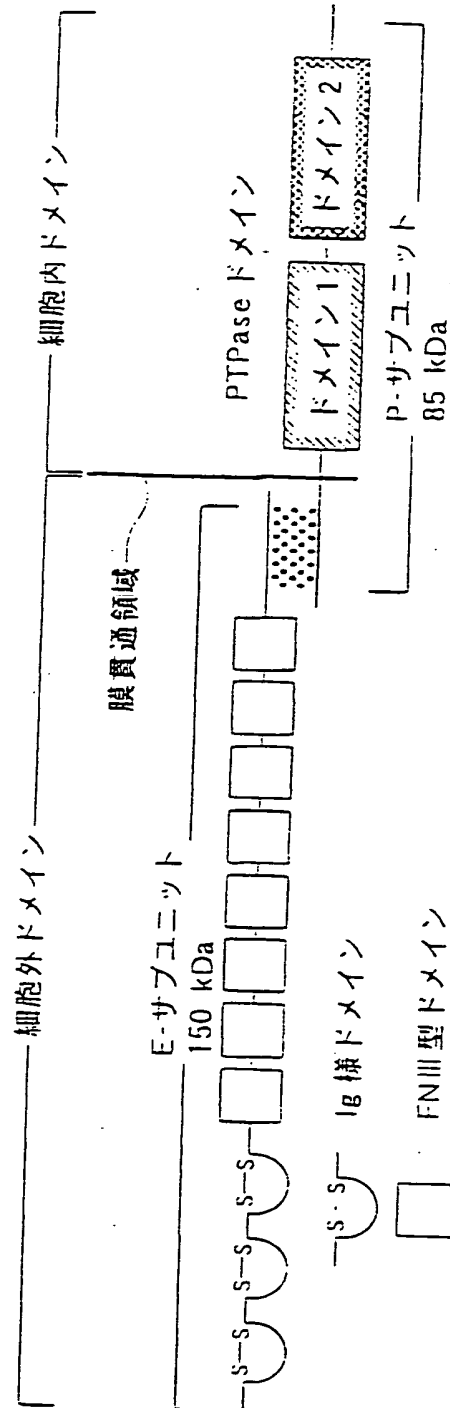 細胞外ドメイン
細胞内ドメイン
膜貫通領域
E-サブユニット
150 kDa
PTPase ドメイン
S—S
S—S
S—S
ドメイン1
ドメイン2
P-サブユニット
85 kDa
S·S
Ig 様ドメイン
FNIII型ドメイン